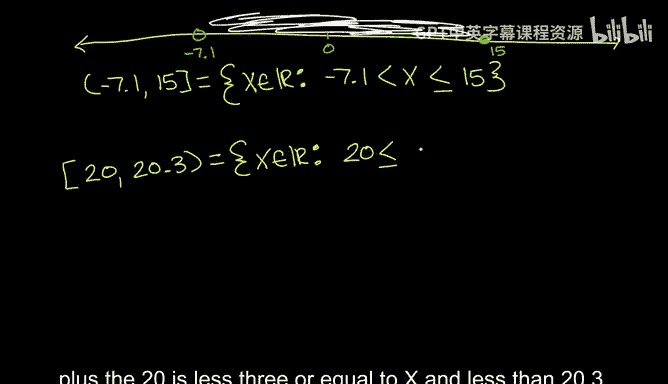 GPT中英字幕课程资源 bilibili
-7.1 0 15
(-7.1, 15] = {X∈ℝ: -7.1 < X ≤ 15}
[20, 20.3) = {X∈ℝ: 20 ≤
plus the 20 is less three or equal to X and less than 20.3